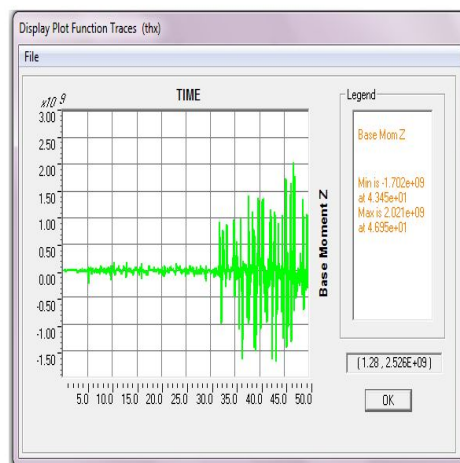 Display Plot Function Traces (thx)
File
TIME
x10 9
3.00
2.50
2.00
1.50
1.00
0.50
0.00
-0.50
-1.00
-1.50
5.0 10.0 15.0 20.0 25.0 30.0 35.0 40.0 45.0 50.0
Base Moment Z
Legend
Base Mom Z
Min is -1.702e+09
at 4.345e+01
Max is 2.021e+09
at 4.695e+01
( 1.28 , 2.526E+09 )
OK